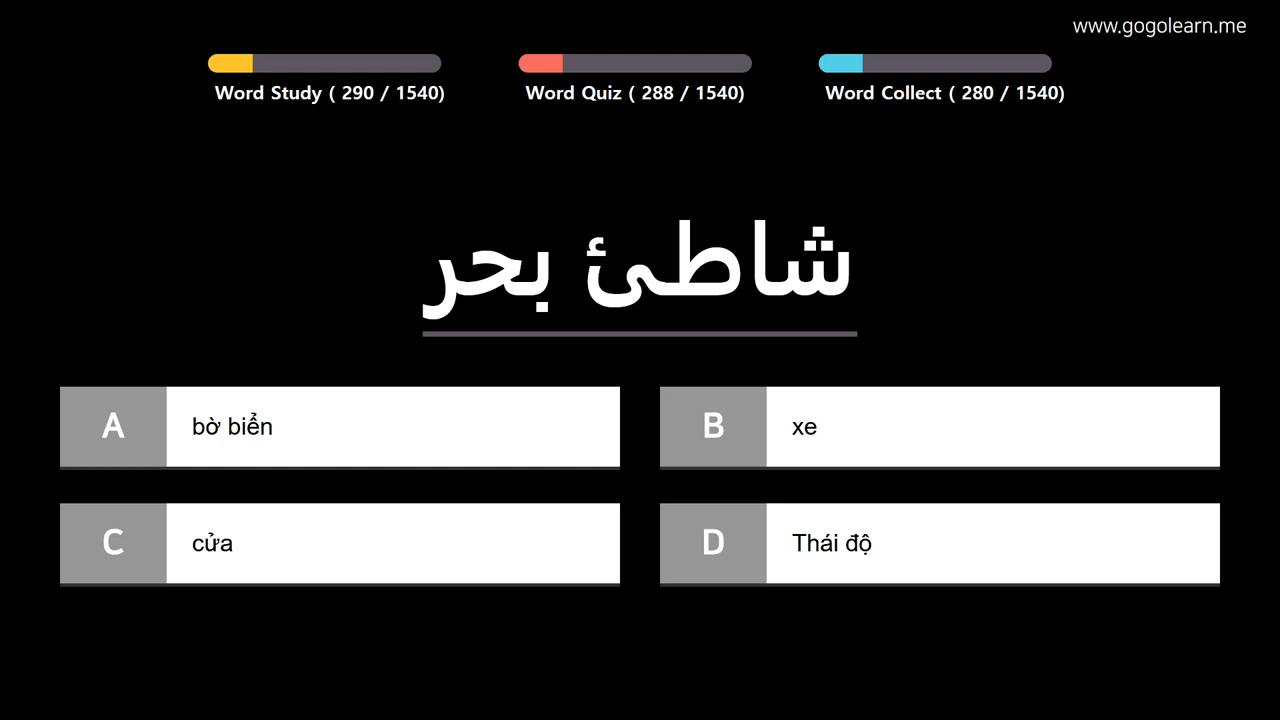 www.gogolearn.me
Word Study ( 290 / 1540)
Word Quiz ( 288 / 1540)
Word Collect ( 280 / 1540)
شاطئ بحر
A bờ biển
B xe
C cửa
D Thái độ